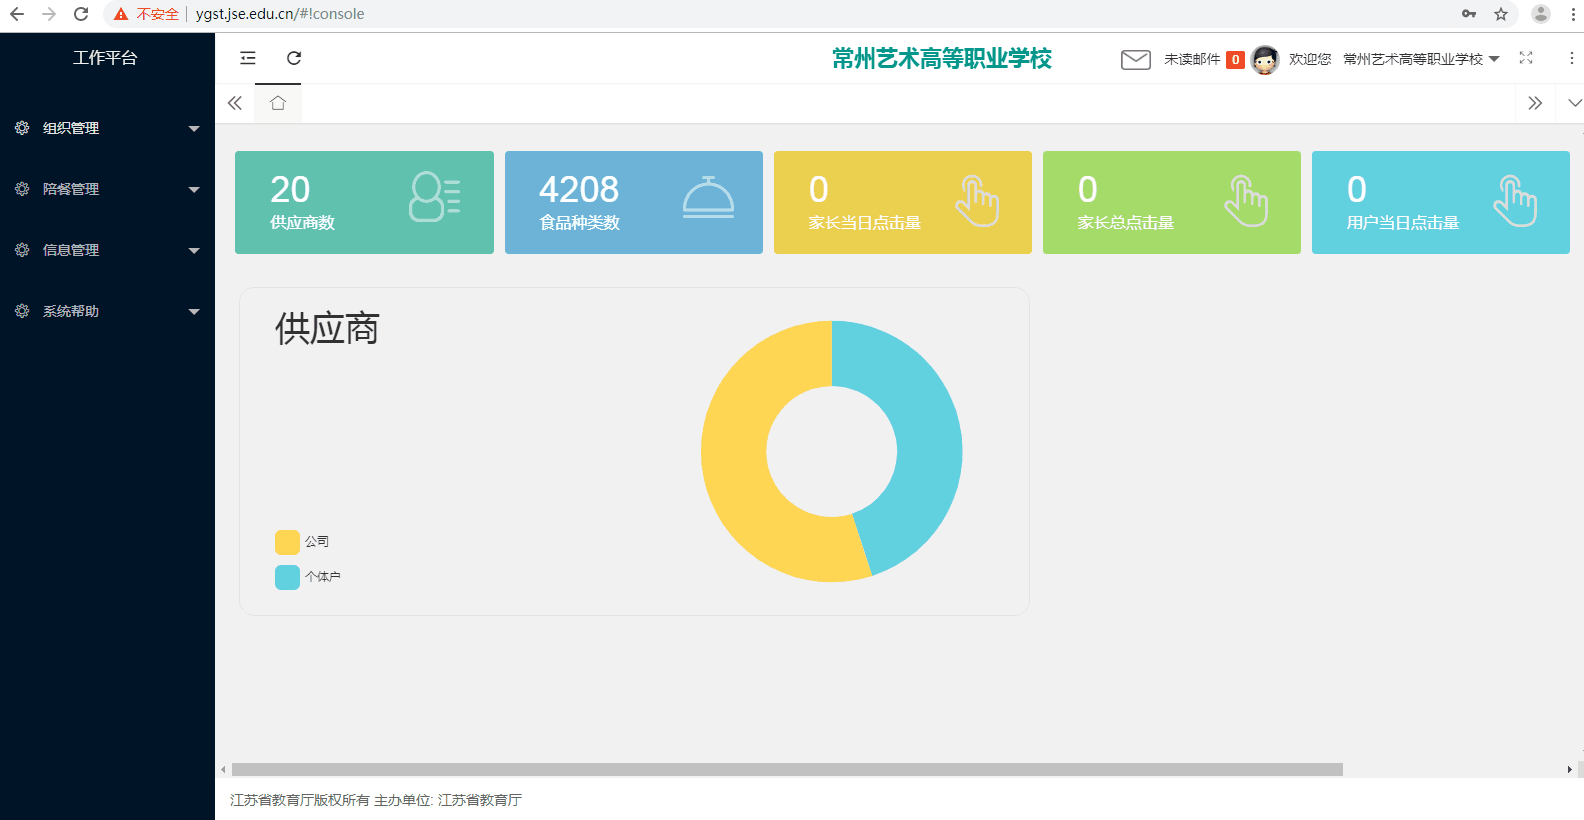 不安全 ygst.jse.edu.cn/#!console
工作平台
常州艺术高等职业学校
未读邮件 0 欢迎您 常州艺术高等职业学校
组织管理
陪餐管理
信息管理
系统帮助
20
供应商数
4208
食品种类数
0
家长当日点击量
0
家长总点击量
0
用户当日点击量
供应商
公司
个体户
江苏省教育厅版权所有 主办单位: 江苏省教育厅